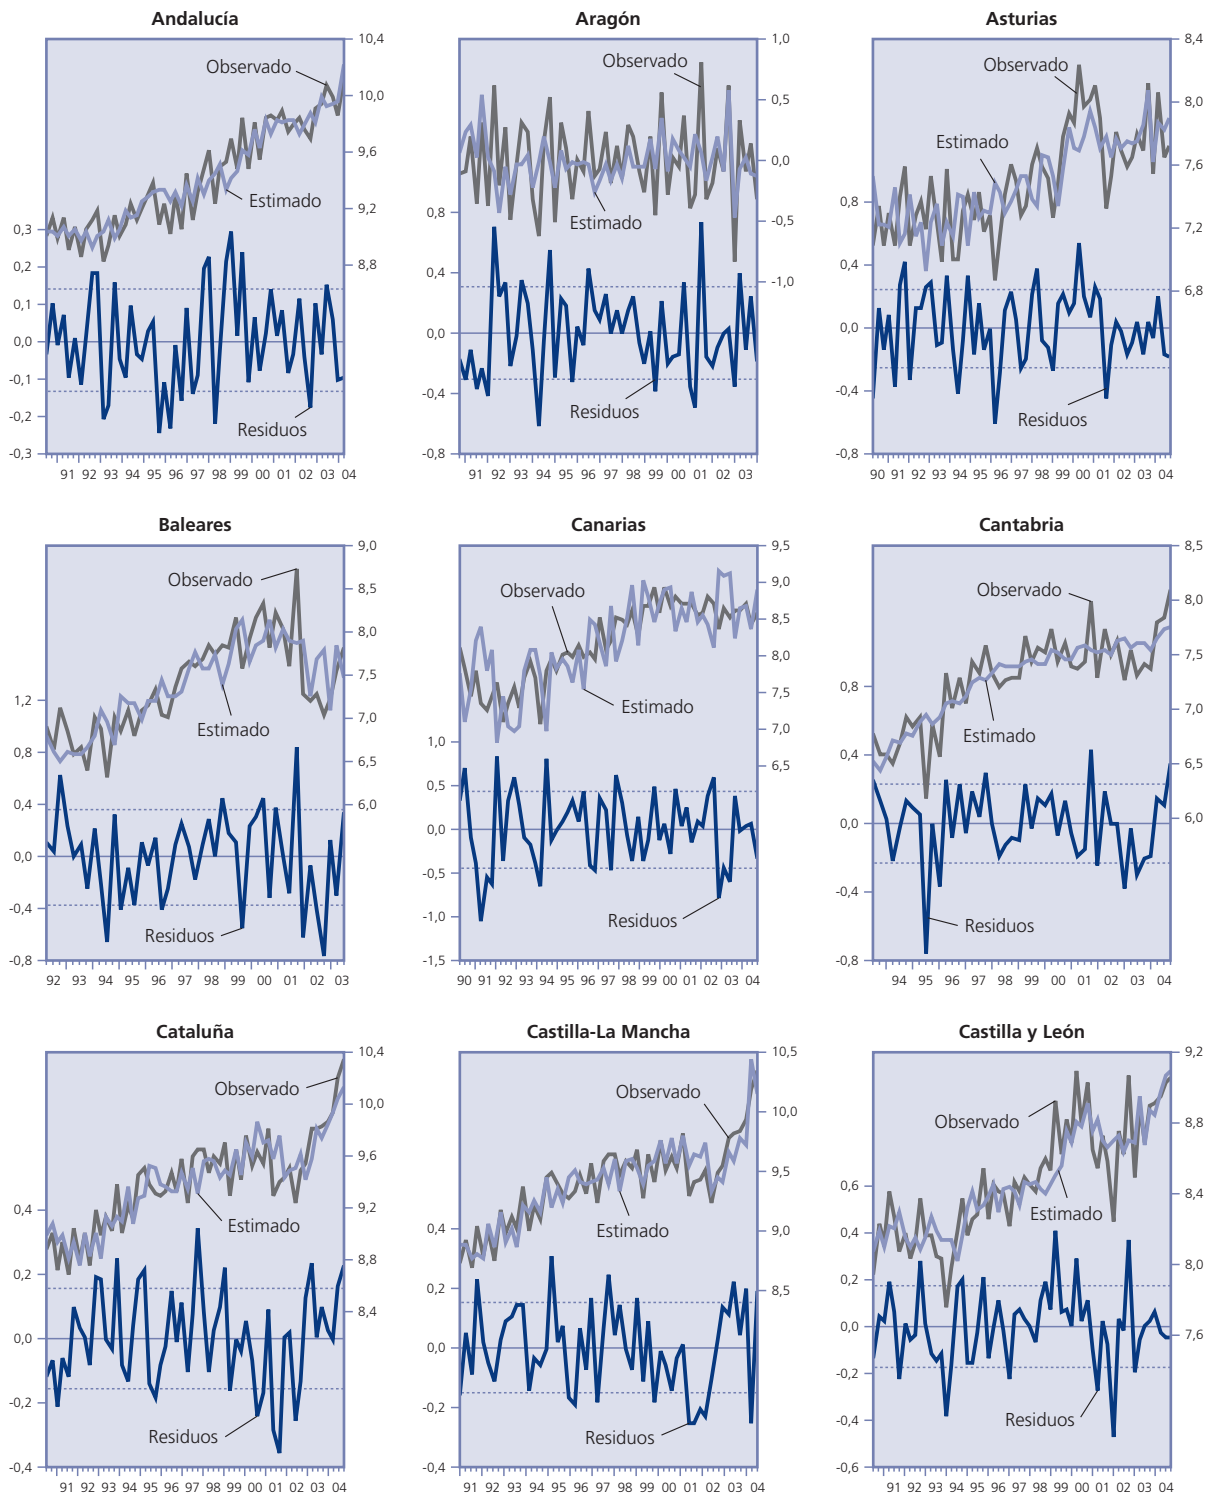 Andalucía
Aragón
Asturias
10,4
10,0
9,6
9,2
8,8
0,3
0,2
0,1
0,0
-0,1
-0,2
-0,3
Observado
Estimado
Residuos
91 92 93 94 95 96 97 98 99 00 01 02 03 04
1,0
0,5
0,0
-0,5
-1,0
0,8
0,4
0,0
-0,4
-0,8
Observado
Estimado
Residuos
91 92 93 94 95 96 97 98 99 00 01 02 03
8,4
8,0
7,6
7,2
6,8
0,8
0,4
0,0
-0,4
-0,8
Observado
Estimado
Residuos
90 91 92 93 94 95 96 97 98 99 00 01 02 03 04
Baleares
Canarias
Cantabria
9,0
8,5
8,0
7,5
7,0
6,5
6,0
1,2
0,8
0,4
0,0
-0,4
-0,8
Observado
Estimado
Residuos
92 93 94 95 96 97 98 99 00 01 02 03
9,5
9,0
8,5
8,0
7,5
7,0
6,5
1,0
0,5
0,0
-0,5
-1,0
-1,5
Observado
Estimado
Residuos
90 91 92 93 94 95 96 97 98 99 00 01 02 03 04
8,5
8,0
7,5
7,0
6,5
6,0
0,8
0,4
0,0
-0,4
-0,8
Observado
Estimado
Residuos
94 95 96 97 98 99 00 01 02 03 04
Cataluña
Castilla-La Mancha
Castilla y León
10,4
10,0
9,6
9,2
8,8
8,4
0,4
0,2
0,0
-0,2
-0,4
Observado
Estimado
Residuos
91 92 93 94 95 96 97 98 99 00 01 02 03 04
10,5
10,0
9,5
9,0
8,5
0,4
0,2
0,0
-0,2
-0,4
Observado
Estimado
Residuos
91 92 93 94 95 96 97 98 99 00 01 02 03 04
9,2
8,8
8,4
8,0
7,6
0,6
0,4
0,2
0,0
-0,2
-0,4
-0,6
Observado
Estimado
Residuos
91 92 93 94 95 96 97 98 99 00 01 02 03 04